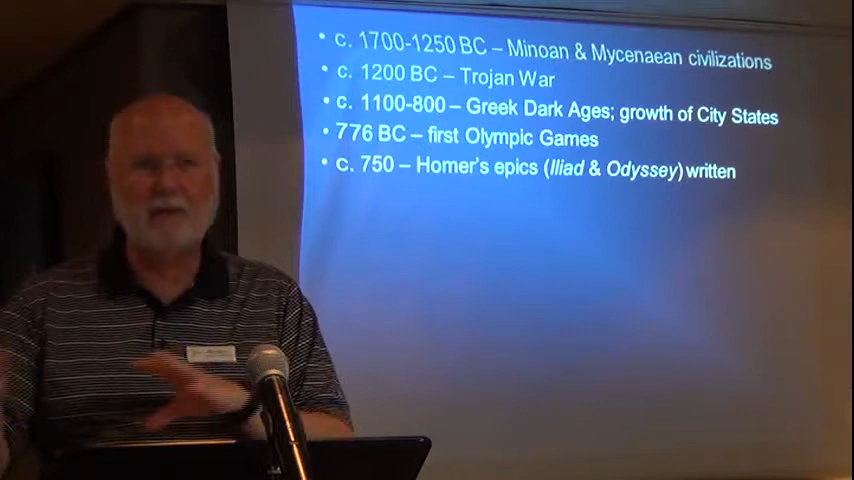 • c. 1700-1250 BC – Minoan & Mycenaean civilizations
• c. 1200 BC – Trojan War
• c. 1100-800 – Greek Dark Ages; growth of City States
• 776 BC – first Olympic Games
• c. 750 – Homer's epics (Iliad & Odyssey) written